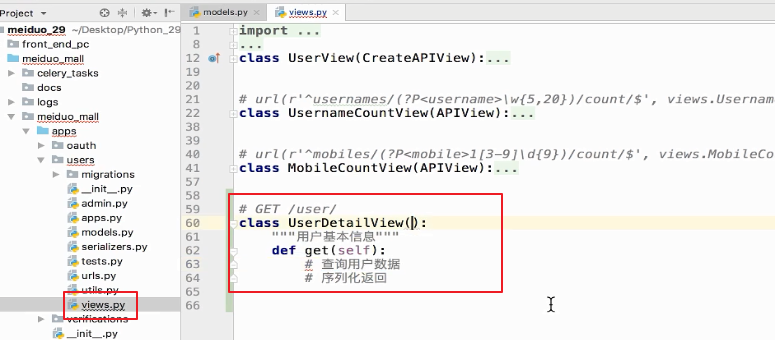 Project
models.py
views.py
meiduo_29 ~/Desktop/Python_29
front_end_pc
meiduo_mall
celery_tasks
docs
logs
meiduo_mall
apps
oauth
users
migrations
__init__.py
admin.py
apps.py
models.py
serializers.py
tests.py
urls.py
utils.py
views.py
verifications
__init__.py
1 import ...
8 ...
12 class UserView(CreateAPIView):...
19
20
21 # url(r'^usernames/(?P<username>\w{5,20})/count/$', views.Usernam
22 class UsernameCountView(APIView):...
38
39
40 # url(r'^mobiles/(?P<mobile>1[3-9]\d{9})/count/$', views.MobileCo
41 class MobileCountView(APIView):...
57
58
59 # GET /user/
60 class UserDetailView():
61 """用户基本信息"""
62 def get(self):
63 # 查询用户数据
64 # 序列化返回
65
66